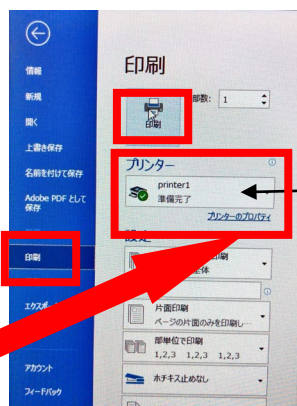 印刷
情報
新規
開く
上書き保存
名前を付けて保存
Adobe PDF として
保存
印刷
アカウント
フィードバック
部数: 1
印刷
プリンター
printer1
準備完了
プリンターのプロパティ
片面印刷
ページの片面のみを印刷し...
部単位で印刷
1,2,3 1,2,3 1,2,3
ホチキス止めなし